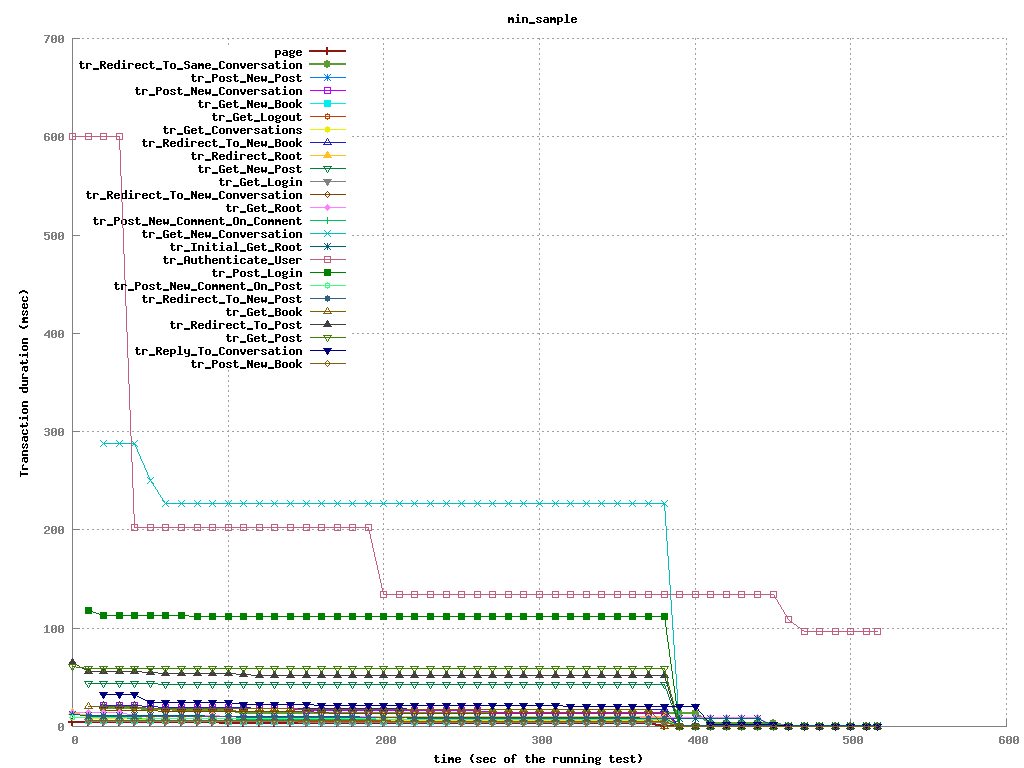 min_sample
700
600
500
400
300
200
100
0
Transaction duration (msec)
page
tr_Redirect_To_Same_Conversation
tr_Post_New_Post
tr_Post_New_Conversation
tr_Get_New_Book
tr_Get_Logout
tr_Get_Conversations
tr_Redirect_To_New_Book
tr_Redirect_Root
tr_Get_New_Post
tr_Get_Login
tr_Redirect_To_New_Conversation
tr_Get_Root
tr_Post_New_Comment_On_Comment
tr_Get_New_Conversation
tr_Initial_Get_Root
tr_Authenticate_User
tr_Post_Login
tr_Post_New_Comment_On_Post
tr_Redirect_To_New_Post
tr_Get_Book
tr_Redirect_To_Post
tr_Get_Post
tr_Reply_To_Conversation
tr_Post_New_Book
0 100 200 300 400 500 600
time (sec of the running test)